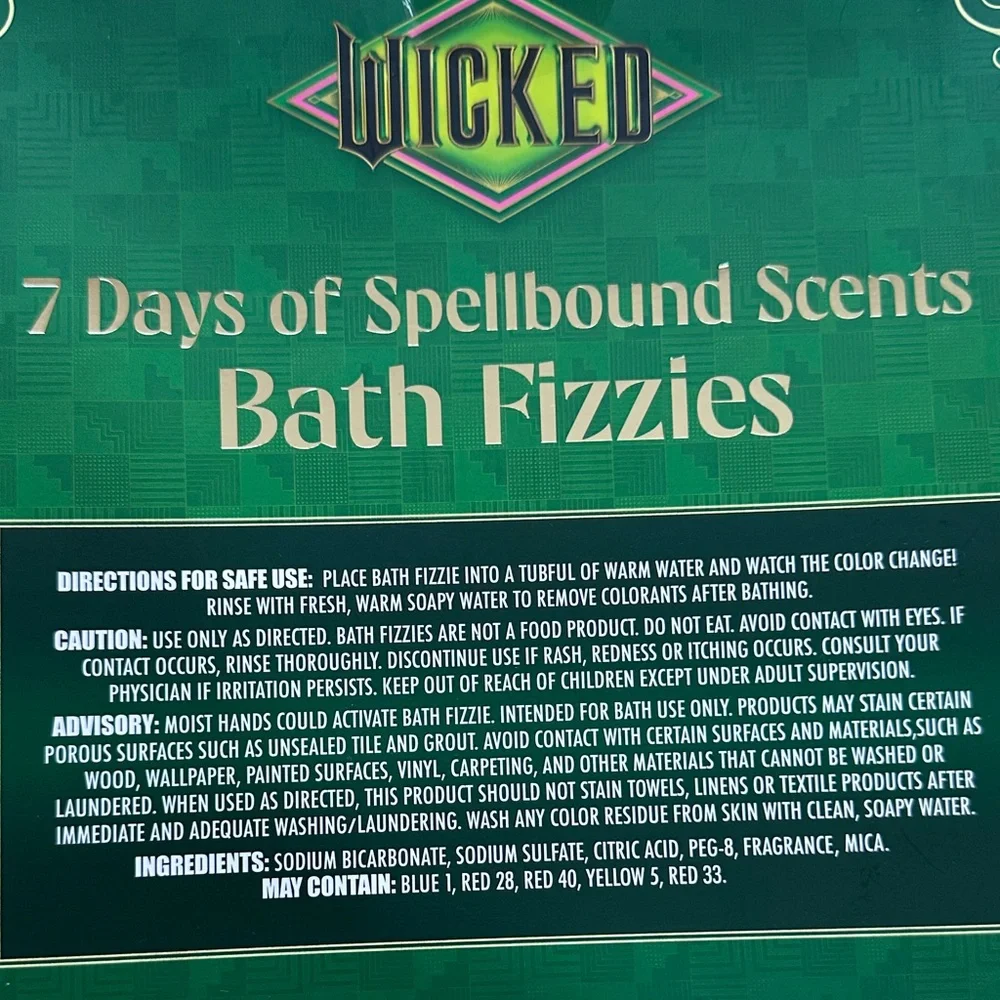 WICKED
7 Days of Spellbound Scents
Bath Fizzies
DIRECTIONS FOR SAFE USE: PLACE BATH FIZZIE INTO A TUBFUL OF WARM WATER AND WATCH THE COLOR CHANGE!
RINSE WITH FRESH, WARM SOAPY WATER TO REMOVE COLORANTS AFTER BATHING.
CAUTION: USE ONLY AS DIRECTED. BATH FIZZIES ARE NOT A FOOD PRODUCT. DO NOT EAT. AVOID CONTACT WITH EYES. IF
CONTACT OCCURS, RINSE THOROUGHLY. DISCONTINUE USE IF RASH, REDNESS OR ITCHING OCCURS. CONSULT YOUR
PHYSICIAN IF IRRITATION PERSISTS. KEEP OUT OF REACH OF CHILDREN EXCEPT UNDER ADULT SUPERVISION.
ADVISORY: MOIST HANDS COULD ACTIVATE BATH FIZZIE. INTENDED FOR BATH USE ONLY. PRODUCTS MAY STAIN CERTAIN
POROUS SURFACES SUCH AS UNSEALED TILE AND GROUT. AVOID CONTACT WITH CERTAIN SURFACES AND MATERIALS,SUCH AS
WOOD, WALLPAPER, PAINTED SURFACES, VINYL, CARPETING, AND OTHER MATERIALS THAT CANNOT BE WASHED OR
LAUNDERED. WHEN USED AS DIRECTED, THIS PRODUCT SHOULD NOT STAIN TOWELS, LINENS OR TEXTILE PRODUCTS AFTER
IMMEDIATE AND ADEQUATE WASHING/LAUNDERING. WASH ANY COLOR RESIDUE FROM SKIN WITH CLEAN, SOAPY WATER.
INGREDIENTS: SODIUM BICARBONATE, SODIUM SULFATE, CITRIC ACID, PEG-8, FRAGRANCE, MICA.
MAY CONTAIN: BLUE 1, RED 28, RED 40, YELLOW 5, RED 33.